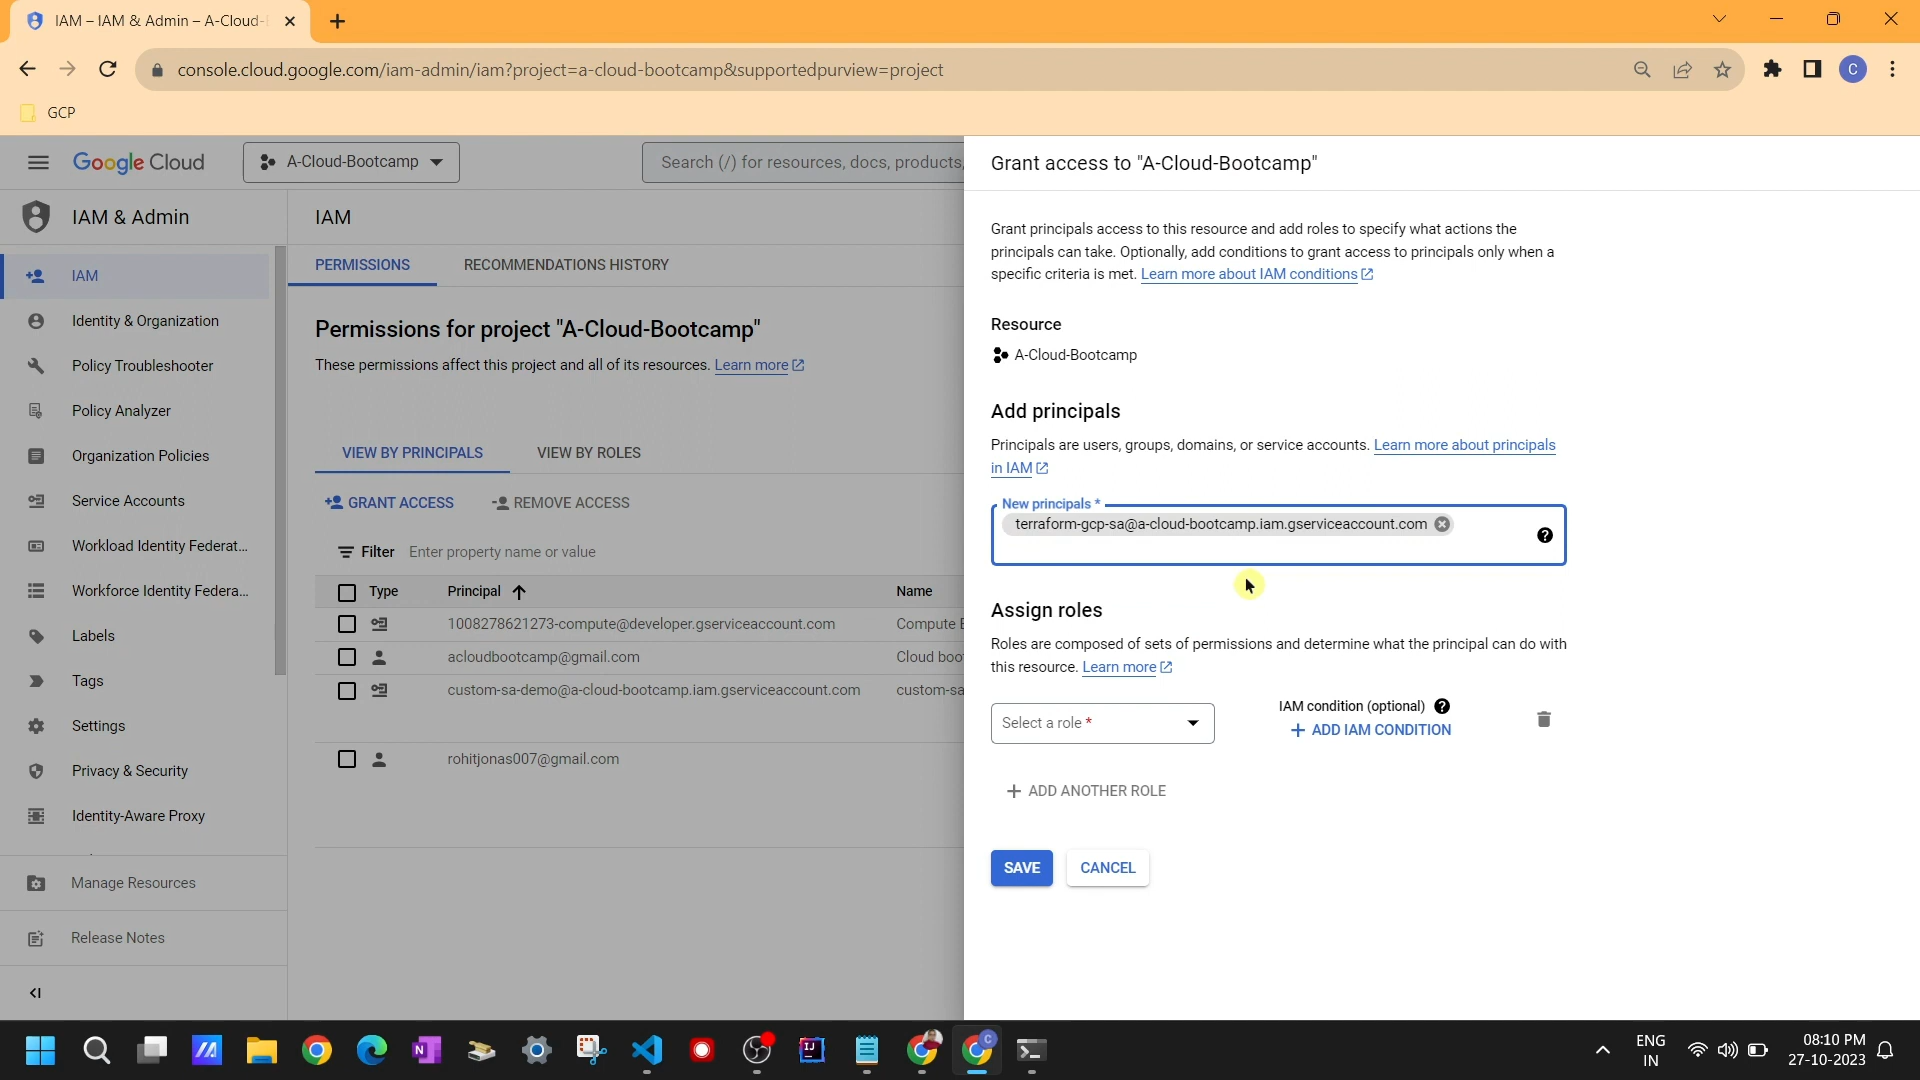 IAM – IAM & Admin – A-Cloud-
console.cloud.google.com/iam-admin/iam?project=a-cloud-bootcamp&supportedpurview=project
C
GCP
Google Cloud
A-Cloud-Bootcamp
Search (/) for resources, docs, products,
IAM & Admin
IAM
Identity & Organization
Policy Troubleshooter
Policy Analyzer
Organization Policies
Service Accounts
Workload Identity Federat...
Workforce Identity Federa...
Labels
Tags
Settings
Privacy & Security
Identity-Aware Proxy
Manage Resources
Release Notes
IAM
PERMISSIONS
RECOMMENDATIONS HISTORY
Permissions for project "A-Cloud-Bootcamp"
These permissions affect this project and all of its resources. Learn more
VIEW BY PRINCIPALS
VIEW BY ROLES
GRANT ACCESS
REMOVE ACCESS
Filter Enter property name or value
Type Principal Name
1008278621273-compute@developer.gserviceaccount.com Compute
acloudbootcamp@gmail.com Cloud boo
custom-sa-demo@a-cloud-bootcamp.iam.gserviceaccount.com custom-sa
rohitjonas007@gmail.com
Grant access to "A-Cloud-Bootcamp"
Grant principals access to this resource and add roles to specify what actions the
principals can take. Optionally, add conditions to grant access to principals only when a
specific criteria is met. Learn more about IAM conditions
Resource
A-Cloud-Bootcamp
Add principals
Principals are users, groups, domains, or service accounts. Learn more about principals
in IAM
New principals *
terraform-gcp-sa@a-cloud-bootcamp.iam.gserviceaccount.com
Assign roles
Roles are composed of sets of permissions and determine what the principal can do with
this resource. Learn more
Select a role *
IAM condition (optional)
+ ADD IAM CONDITION
+ ADD ANOTHER ROLE
SAVE
CANCEL
ENG
IN
08:10 PM
27-10-2023